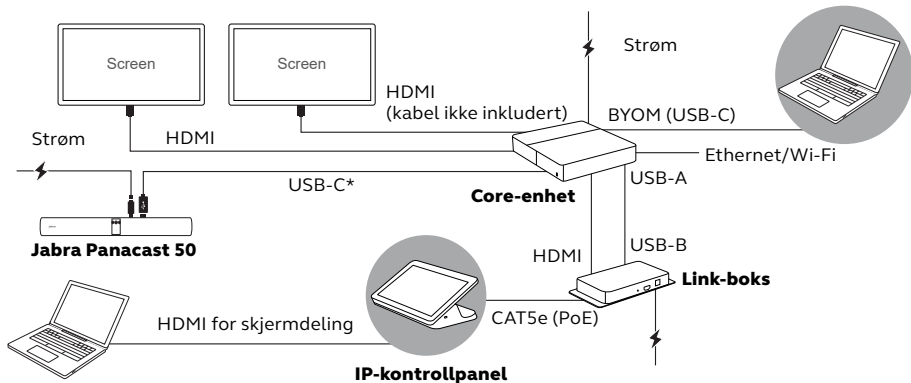 Screen
Screen
Strøm
HDMI
(kabel ikke inkludert)
BYOM (USB-C)
Strøm
HDMI
Ethernet/Wi-Fi
USB-C*
USB-A
Core-enhet
Jabra Panacast 50
HDMI
USB-B
Link-boks
HDMI for skjermdeling
CAT5e (PoE)
IP-kontrollpanel